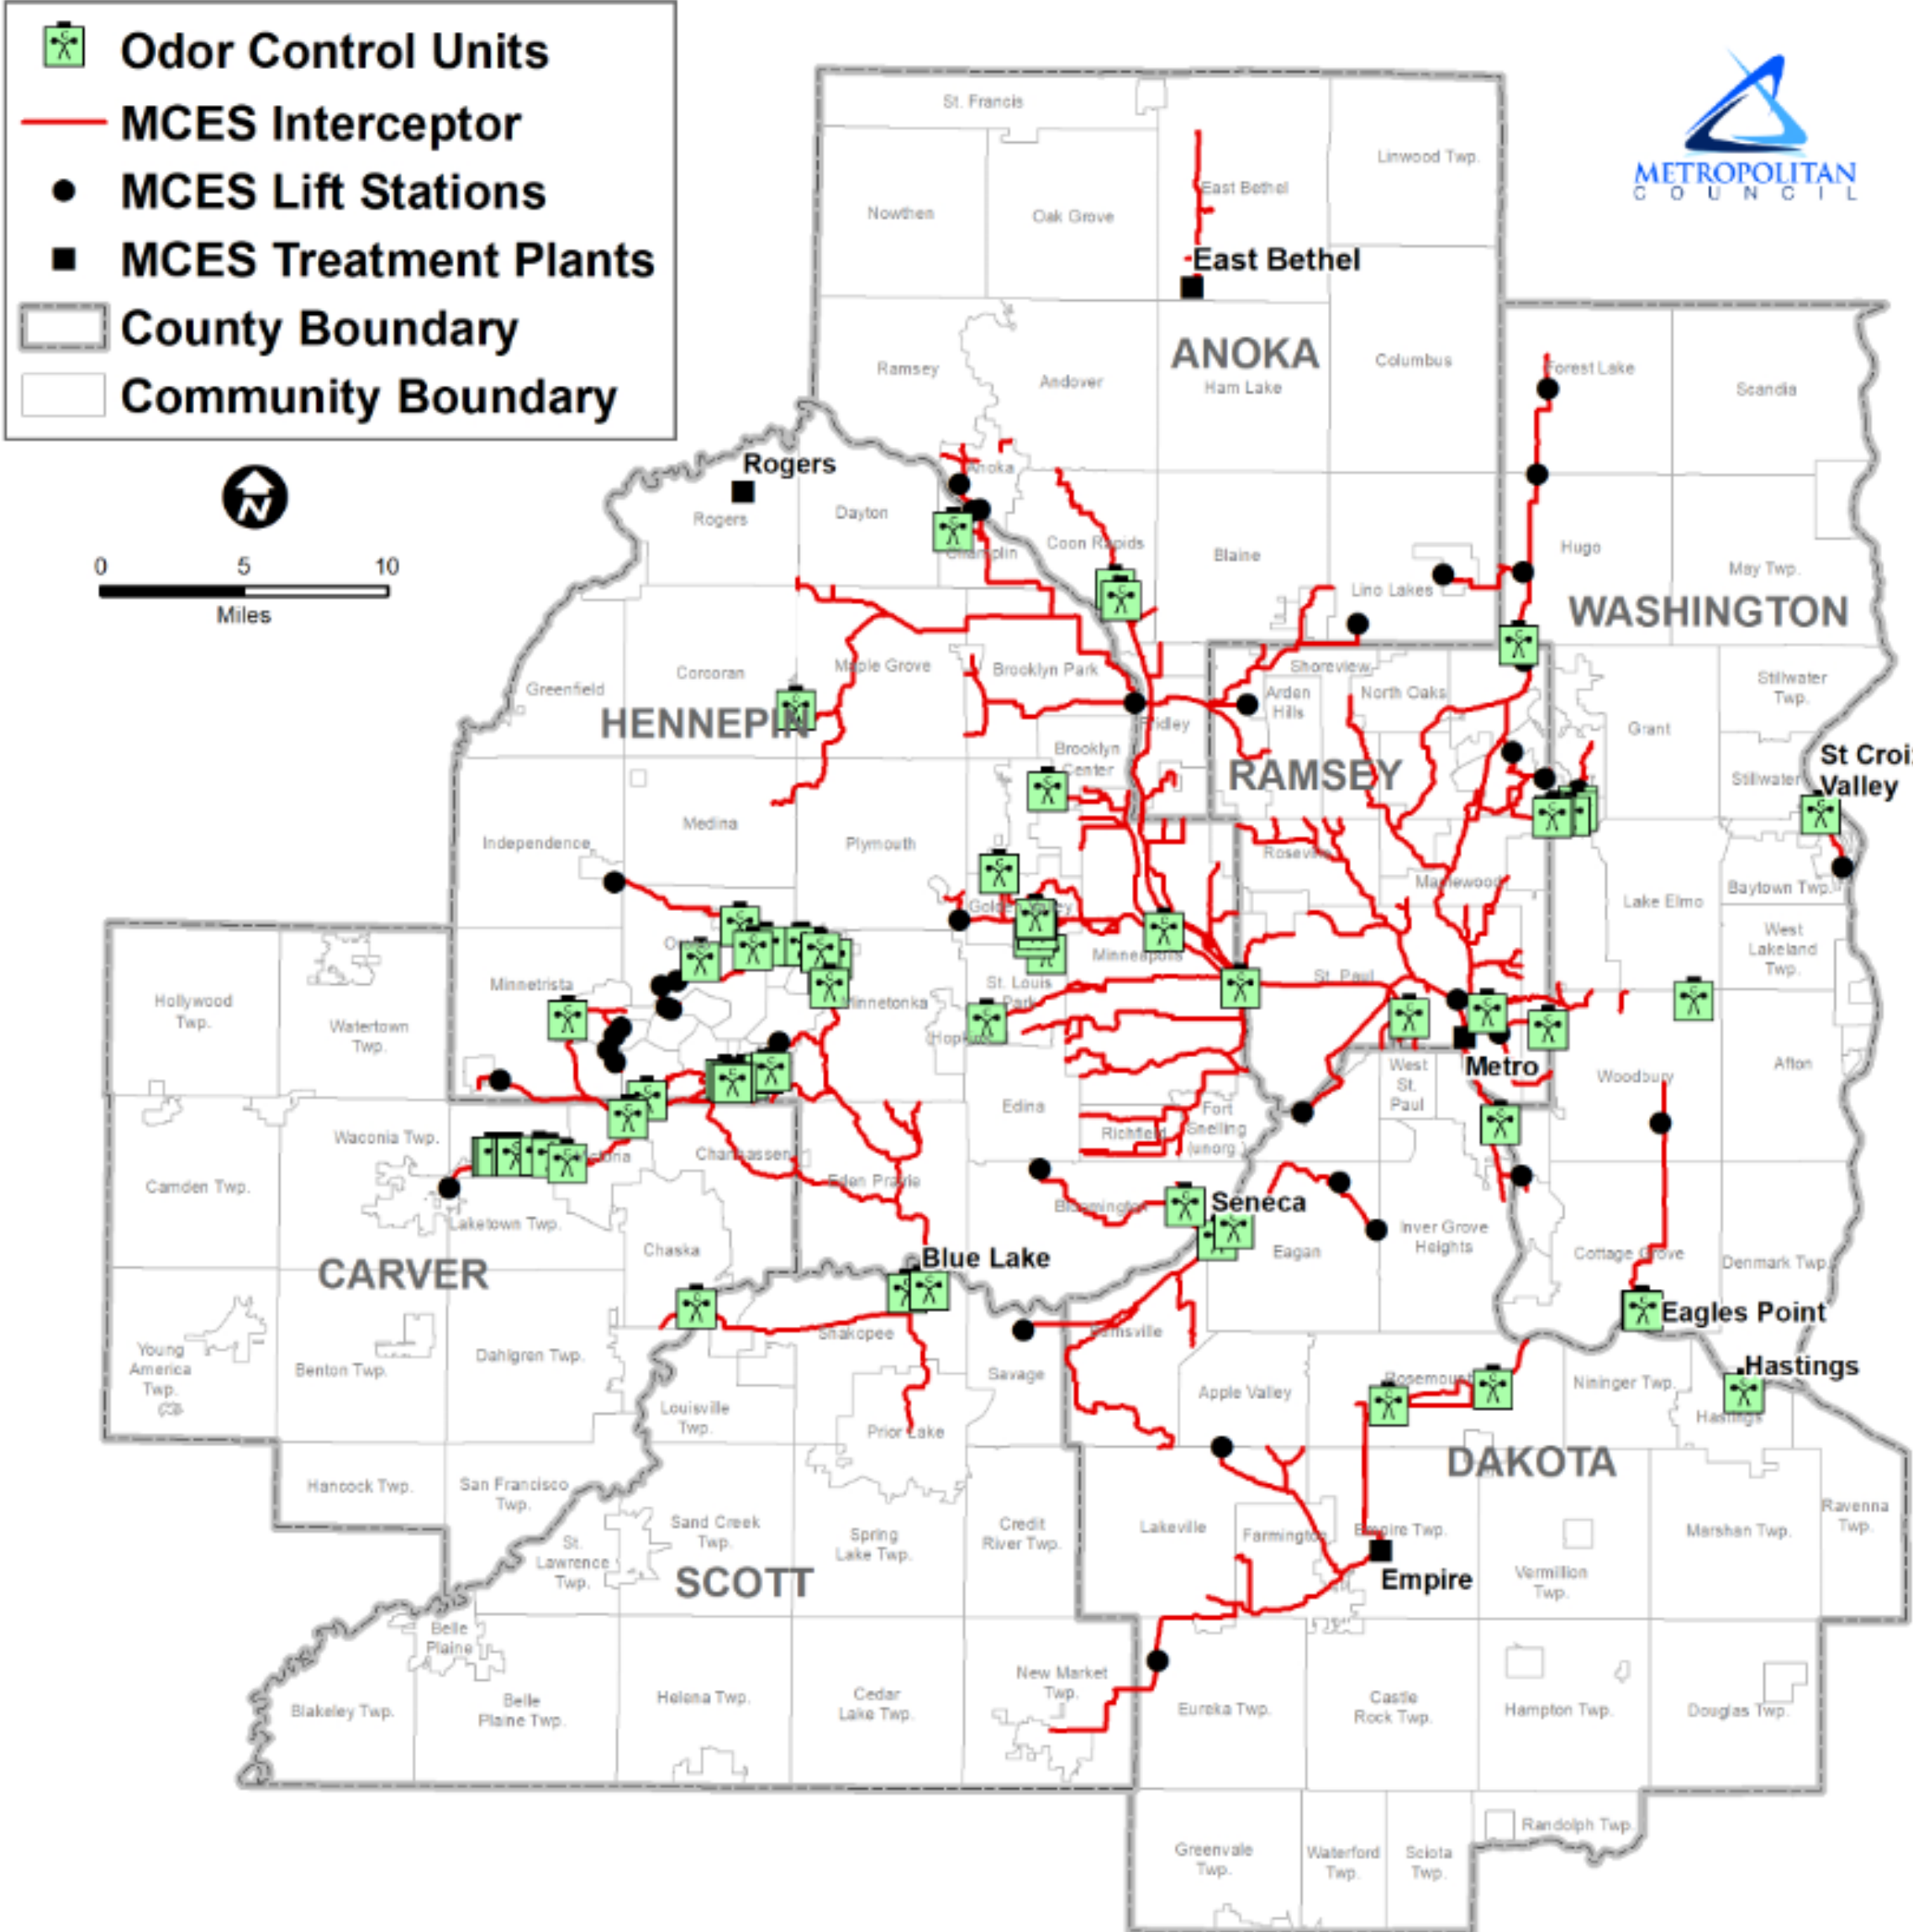 Odor Control Units
MCES Interceptor
MCES Lift Stations
MCES Treatment Plants
County Boundary
Community Boundary
METROPOLITAN
COUNCIL
N
0 5 10
Miles
St. Francis
Linwood Twp.
East Bethel
Nowthen
Oak Grove
East Bethel
ANOKA
Ramsey
Andover
Ham Lake
Columbus
Forest Lake
Scandia
Rogers
Anoka
Rogers
Dayton
Champlin
Coon Rapids
Blaine
Lino Lakes
Hugo
May Twp.
WASHINGTON
Greenfield
Corcoran
Maple Grove
Brooklyn Park
Shoreview
North Oaks
Arden
Hills
Stillwater
Twp.
HENNEPIN
Fridley
Grant
Brooklyn
Center
RAMSEY
Stillwater
St Croi
Valley
Medina
Independence
Plymouth
Baytown Twp.
Lake Elmo
Maplewood
West
Lakeland
Twp.
Minneapolis
Minnetrista
St. Louis
Park
St. Paul
Hollywood
Twp.
Watertown
Twp.
Minnetonka
Metro
West
St.
Paul
Woodbury
Afton
Edina
Fort
Snelling
(unorg.)
Richfield
Waconia Twp.
Chanhassen
Camden Twp.
Eden Prairie
Laketown Twp.
Bloomington
Seneca
Inver Grove
Heights
Eagan
Cottage Grove
Denmark Twp.
Chaska
Blue Lake
CARVER
Eagles Point
Shakopee
Young
America
Twp.
Benton Twp.
Dahlgren Twp.
Savage
Hastings
Rosemount
Nininger Twp.
Apple Valley
Hastings
Louisville
Twp.
Prior Lake
DAKOTA
Hancock Twp.
San Francisco
Twp.
Sand Creek
Twp.
Spring
Lake Twp.
Credit
River Twp.
Lakeville
Farmington
Empire Twp.
Marshan Twp.
Ravenna
Twp.
St.
Lawrence
Twp.
SCOTT
Empire
Vermillion
Twp.
Belle
Plaine
New Market
Twp.
Blakeley Twp.
Belle
Plaine Twp.
Helena Twp.
Cedar
Lake Twp.
Eureka Twp.
Castle
Rock Twp.
Hampton Twp.
Douglas Twp.
Randolph Twp.
Greenvale
Twp.
Waterford
Twp.
Sciota
Twp.